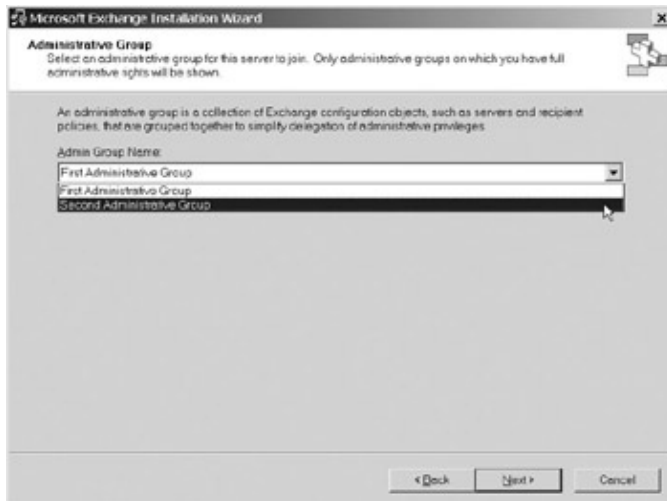 Microsoft Exchange Installation Wizard
Administrative Group
Select an administrative group for this server to join. Only administrative groups on which you have full
administrative rights will be shown.
An administrative group is a collection of Exchange configuration objects, such as servers and recipient
policies, that are grouped together to simplify delegation of administrative privileges.
Admin Group Name:
First Administrative Group
First Administrative Group
Second Administrative Group
< Back
Next >
Cancel